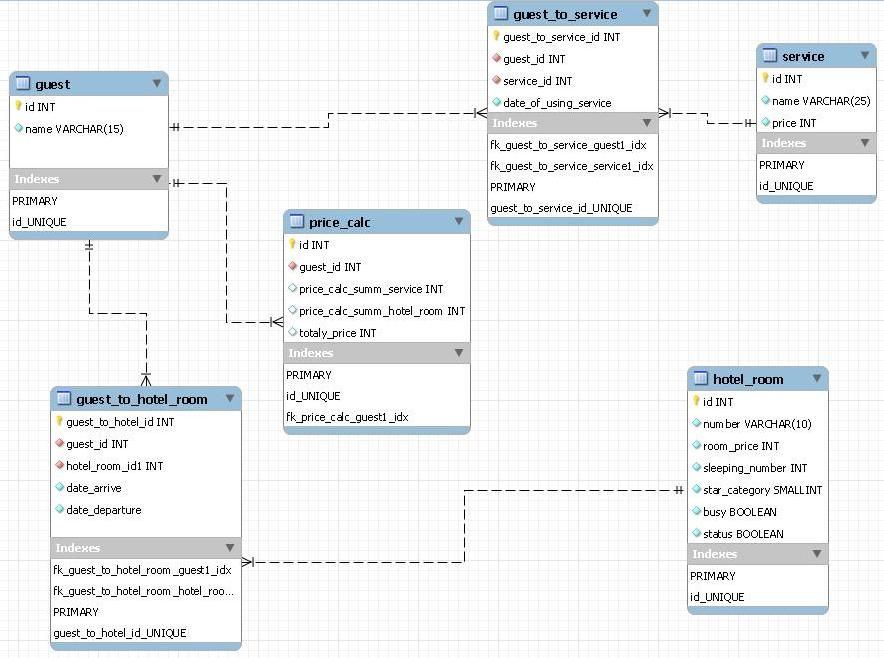 guest
id INT
name VARCHAR(15)
Indexes
PRIMARY
id_UNIQUE
guest_to_service
guest_to_service_id INT
guest_id INT
service_id INT
date_of_using_service
Indexes
fk_guest_to_service_guest1_idx
fk_guest_to_service_service1_idx
PRIMARY
guest_to_service_id_UNIQUE
service
id INT
name VARCHAR(25)
price INT
Indexes
PRIMARY
id_UNIQUE
price_calc
id INT
guest_id INT
price_calc_summ_service INT
price_calc_summ_hotel_room INT
totaly_price INT
Indexes
PRIMARY
id_UNIQUE
fk_price_calc_guest1_idx
guest_to_hotel_room
guest_to_hotel_id INT
guest_id INT
hotel_room_id1 INT
date_arrive
date_departure
Indexes
fk_guest_to_hotel_room _guest1_idx
fk_guest_to_hotel_room _hotel_roo...
PRIMARY
guest_to_hotel_id_UNIQUE
hotel_room
id INT
number VARCHAR(10)
room_price INT
sleeping_number INT
star_category SMALLINT
busy BOOLEAN
status BOOLEAN
Indexes
PRIMARY
id_UNIQUE